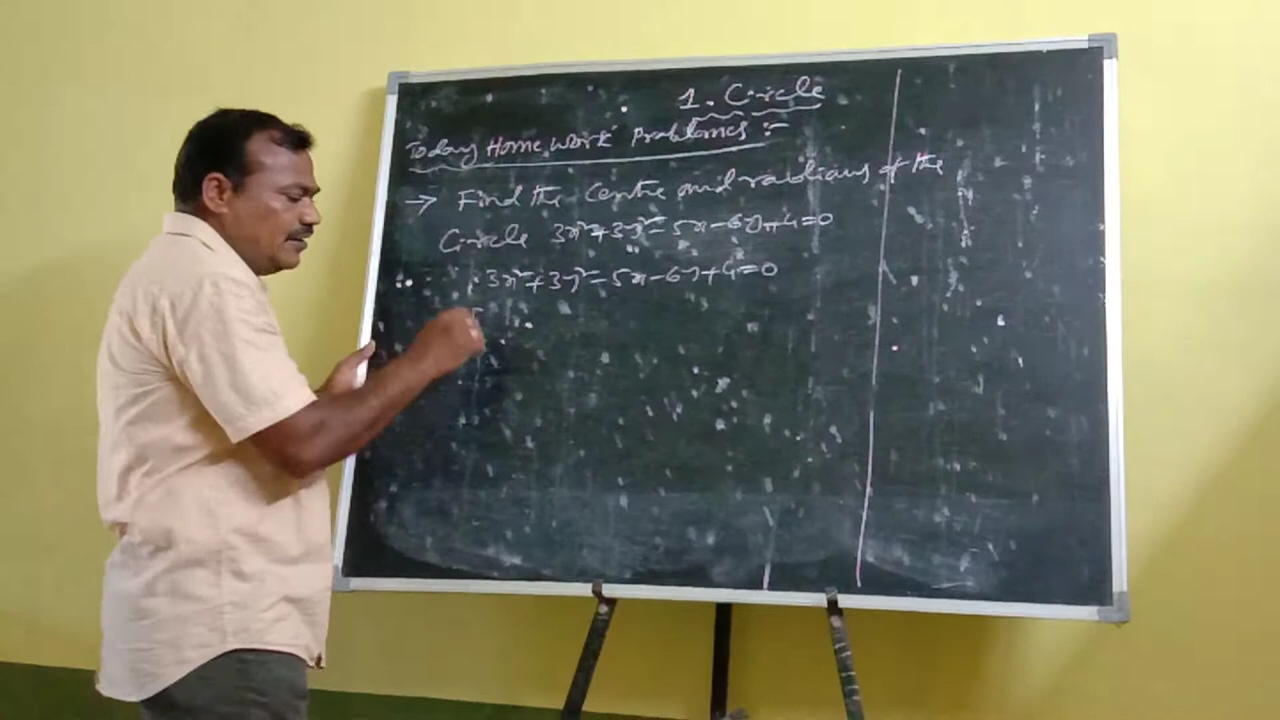 1. Circle
Today Home Work Problomes :-
→ Find the Centre and radious of the
Circle 3x²+3y²-5x-6y+4=0
3x²+3y²-5x-6y+4=0